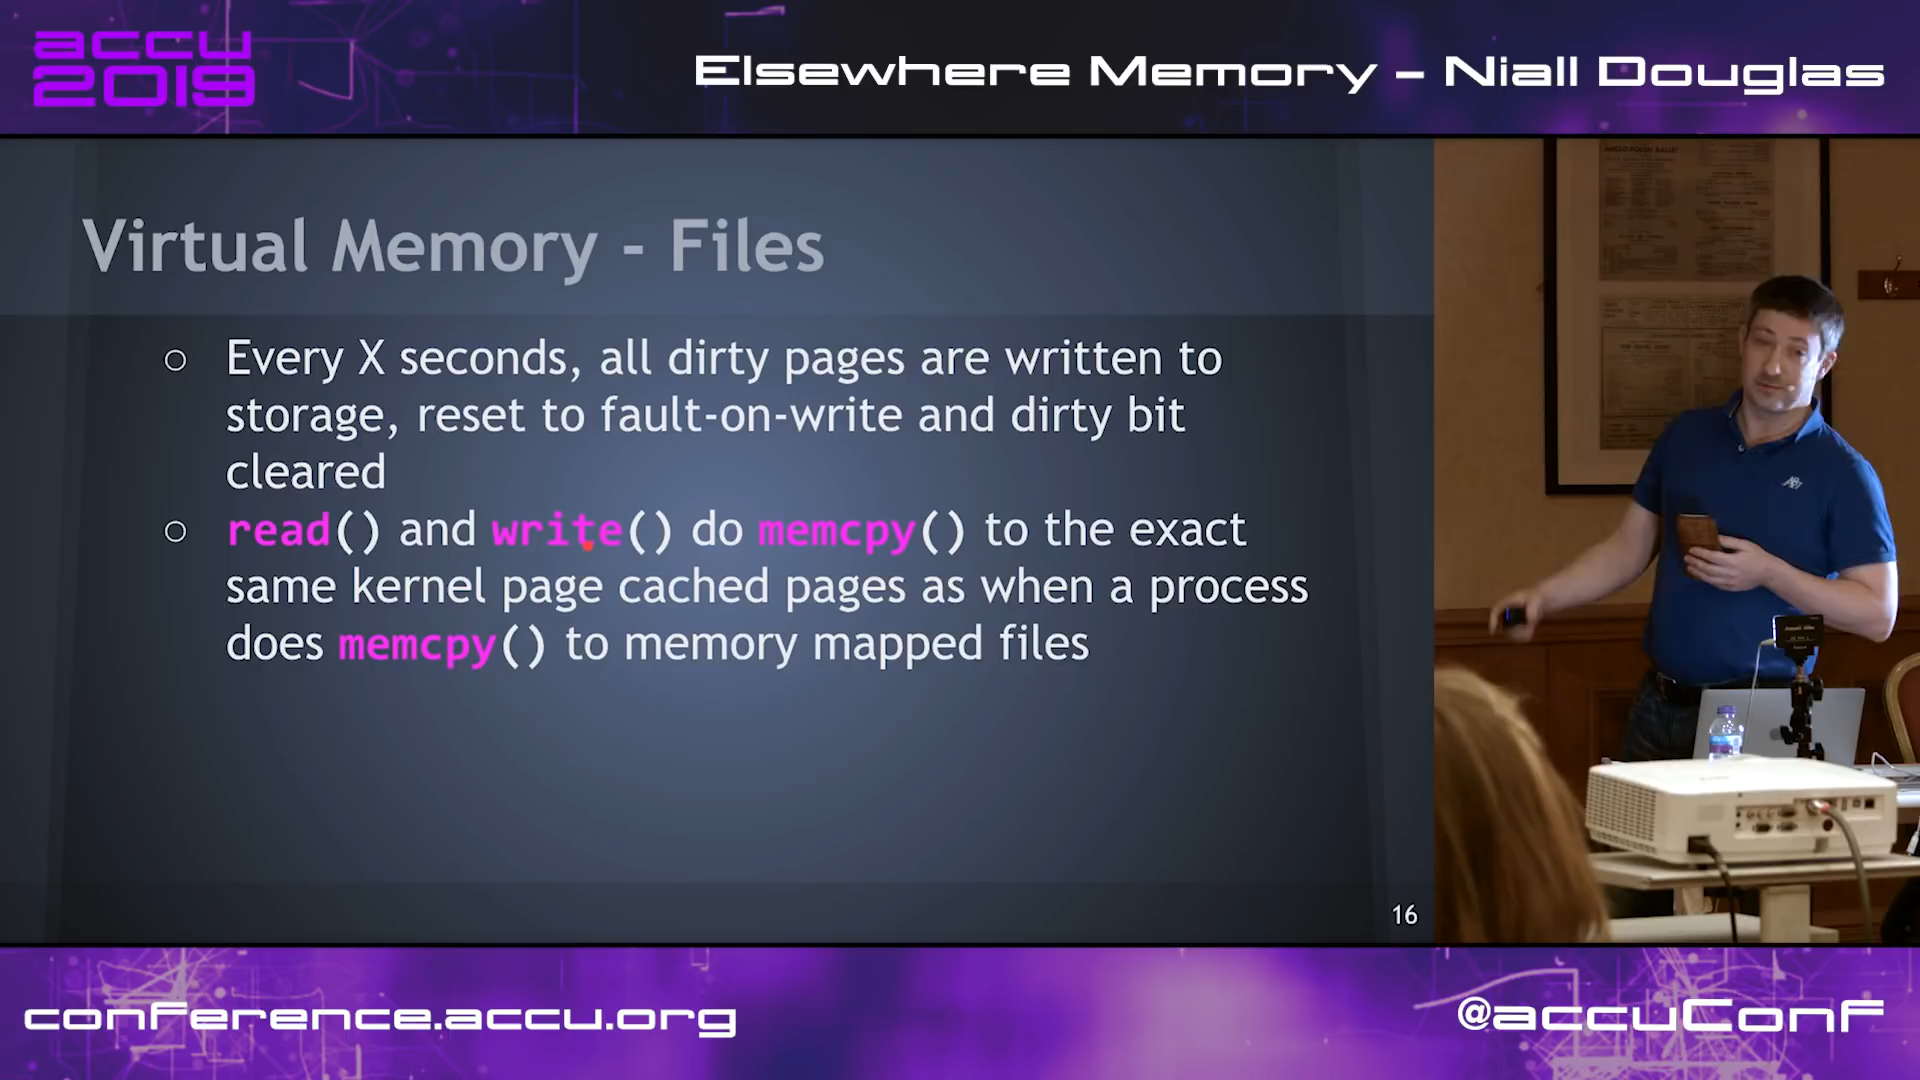 accu
2019
Elsewhere Memory – Niall Douglas
Virtual Memory - Files
○ Every X seconds, all dirty pages are written to
storage, reset to fault-on-write and dirty bit
cleared
○ read() and write() do memcpy() to the exact
same kernel page cached pages as when a process
does memcpy() to memory mapped files
16
conference.accu.org
@accuConf